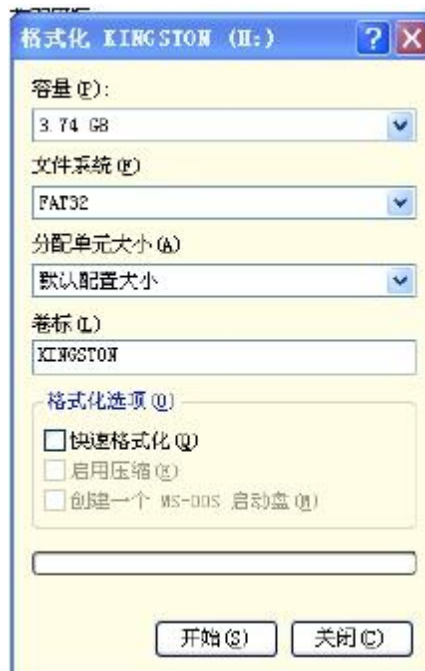 格式化 KINGSTON (H:)
容量(P):
3.74 GB
文件系统(F)
FAT32
分配单元大小(A)
默认配置大小
卷标(L)
KINGSTON
格式化选项(O)
快速格式化(Q)
启用压缩(E)
创建一个 MS-DOS 启动盘(M)
开始(S)
关闭(C)